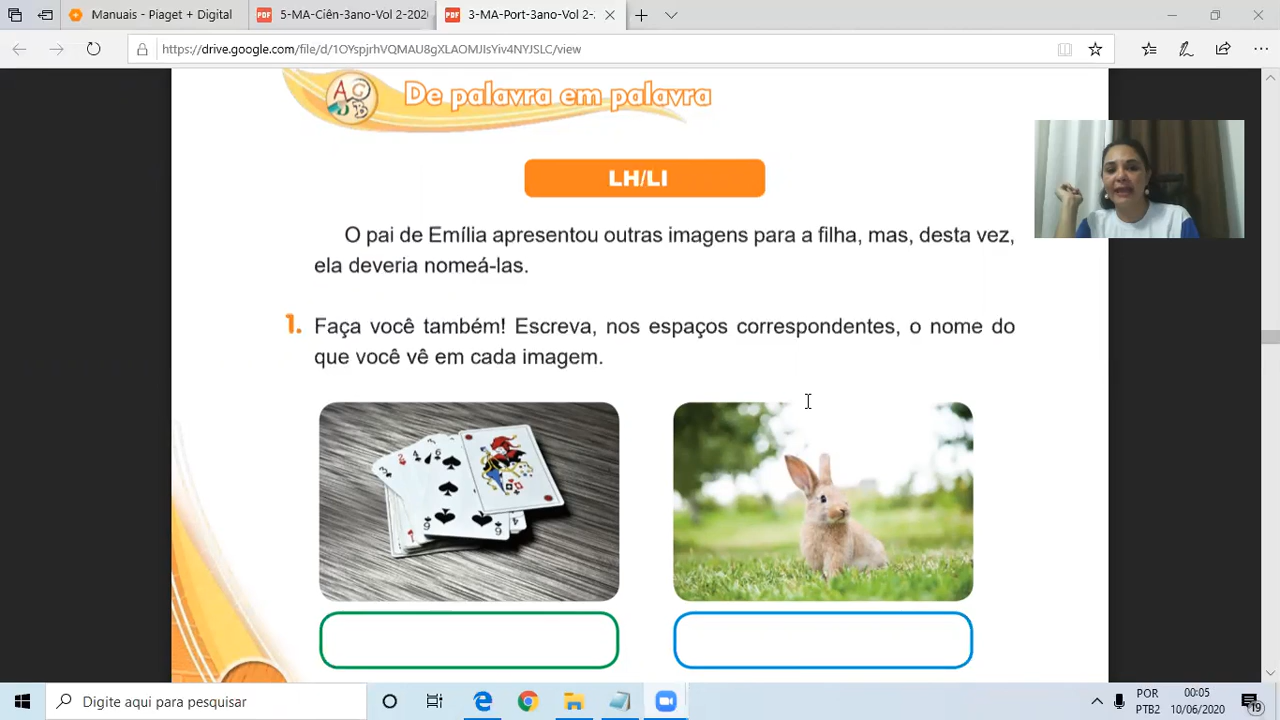 Manuais - Piaget + Digital
5-MA-Ciên-3ano-Vol 2-202
3-MA-Port-3ano-Vol 2-
https://drive.google.com/file/d/1OYspjrhVQMAU8gXLAOMJIsYiv4NYJSLC/view
De palavra em palavra
LH/LI
O pai de Emília apresentou outras imagens para a filha, mas, desta vez,
ela deveria nomeá-las.
1. Faça você também! Escreva, nos espaços correspondentes, o nome do
que você vê em cada imagem.
Digite aqui para pesquisar
POR
PTB2
00:05
10/06/2020
19